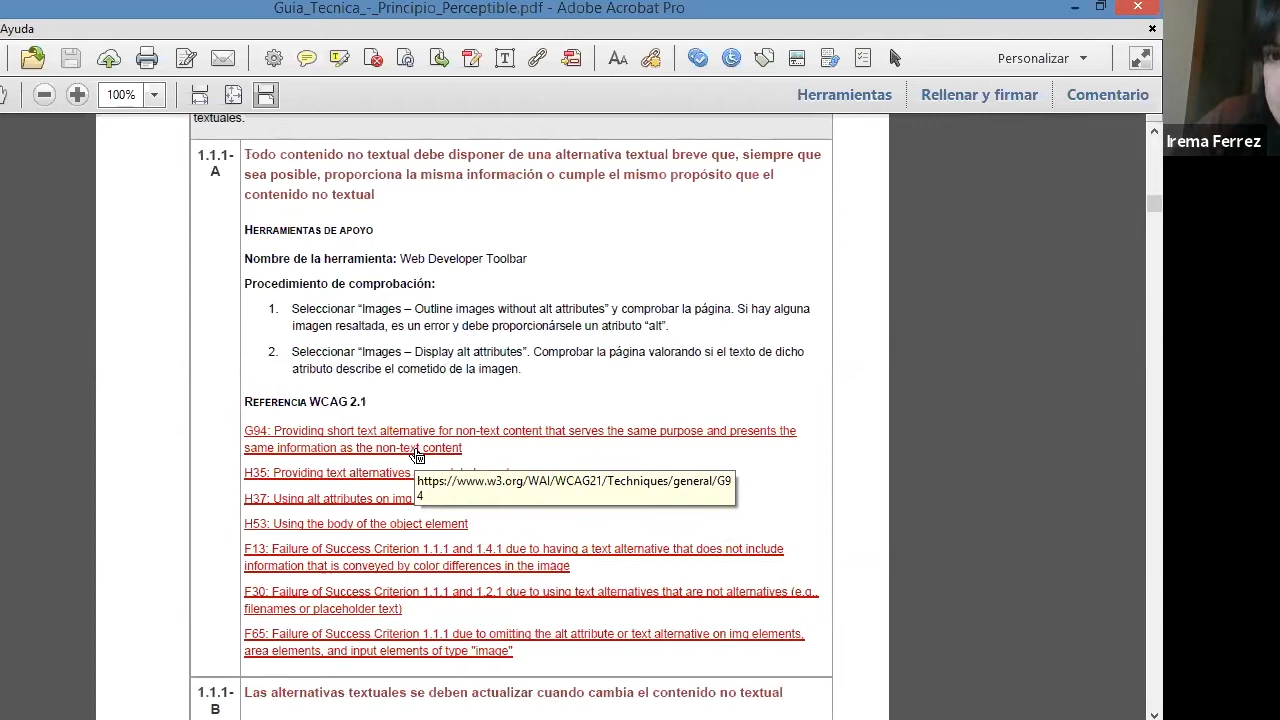 Guia_Tecnica_-_Principio_Perceptible.pdf - Adobe Acrobat Pro
Ayuda
Personalizar
100%
Herramientas
Rellenar y firmar
Comentario
Irema Ferrez
textuales.
1.1.1-
A
Todo contenido no textual debe disponer de una alternativa textual breve que, siempre que
sea posible, proporciona la misma información o cumple el mismo propósito que el
contenido no textual
HERRAMIENTAS DE APOYO
Nombre de la herramienta: Web Developer Toolbar
Procedimiento de comprobación:
1. Seleccionar “Images – Outline images without alt attributes” y comprobar la página. Si hay alguna
imagen resaltada, es un error y debe proporcionársele un atributo “alt”.
2. Seleccionar “Images – Display alt attributes”. Comprobar la página valorando si el texto de dicho
atributo describe el cometido de la imagen.
REFERENCIA WCAG 2.1
G94: Providing short text alternative for non-text content that serves the same purpose and presents the
same information as the non-text content
H35: Providing text alternatives
https://www.w3.org/WAI/WCAG21/Techniques/general/G9
4
H37: Using alt attributes on img
H53: Using the body of the object element
F13: Failure of Success Criterion 1.1.1 and 1.4.1 due to having a text alternative that does not include
information that is conveyed by color differences in the image
F30: Failure of Success Criterion 1.1.1 and 1.2.1 due to using text alternatives that are not alternatives (e.g.,
filenames or placeholder text)
F65: Failure of Success Criterion 1.1.1 due to omitting the alt attribute or text alternative on img elements,
area elements, and input elements of type "image"
1.1.1-
B
Las alternativas textuales se deben actualizar cuando cambia el contenido no textual